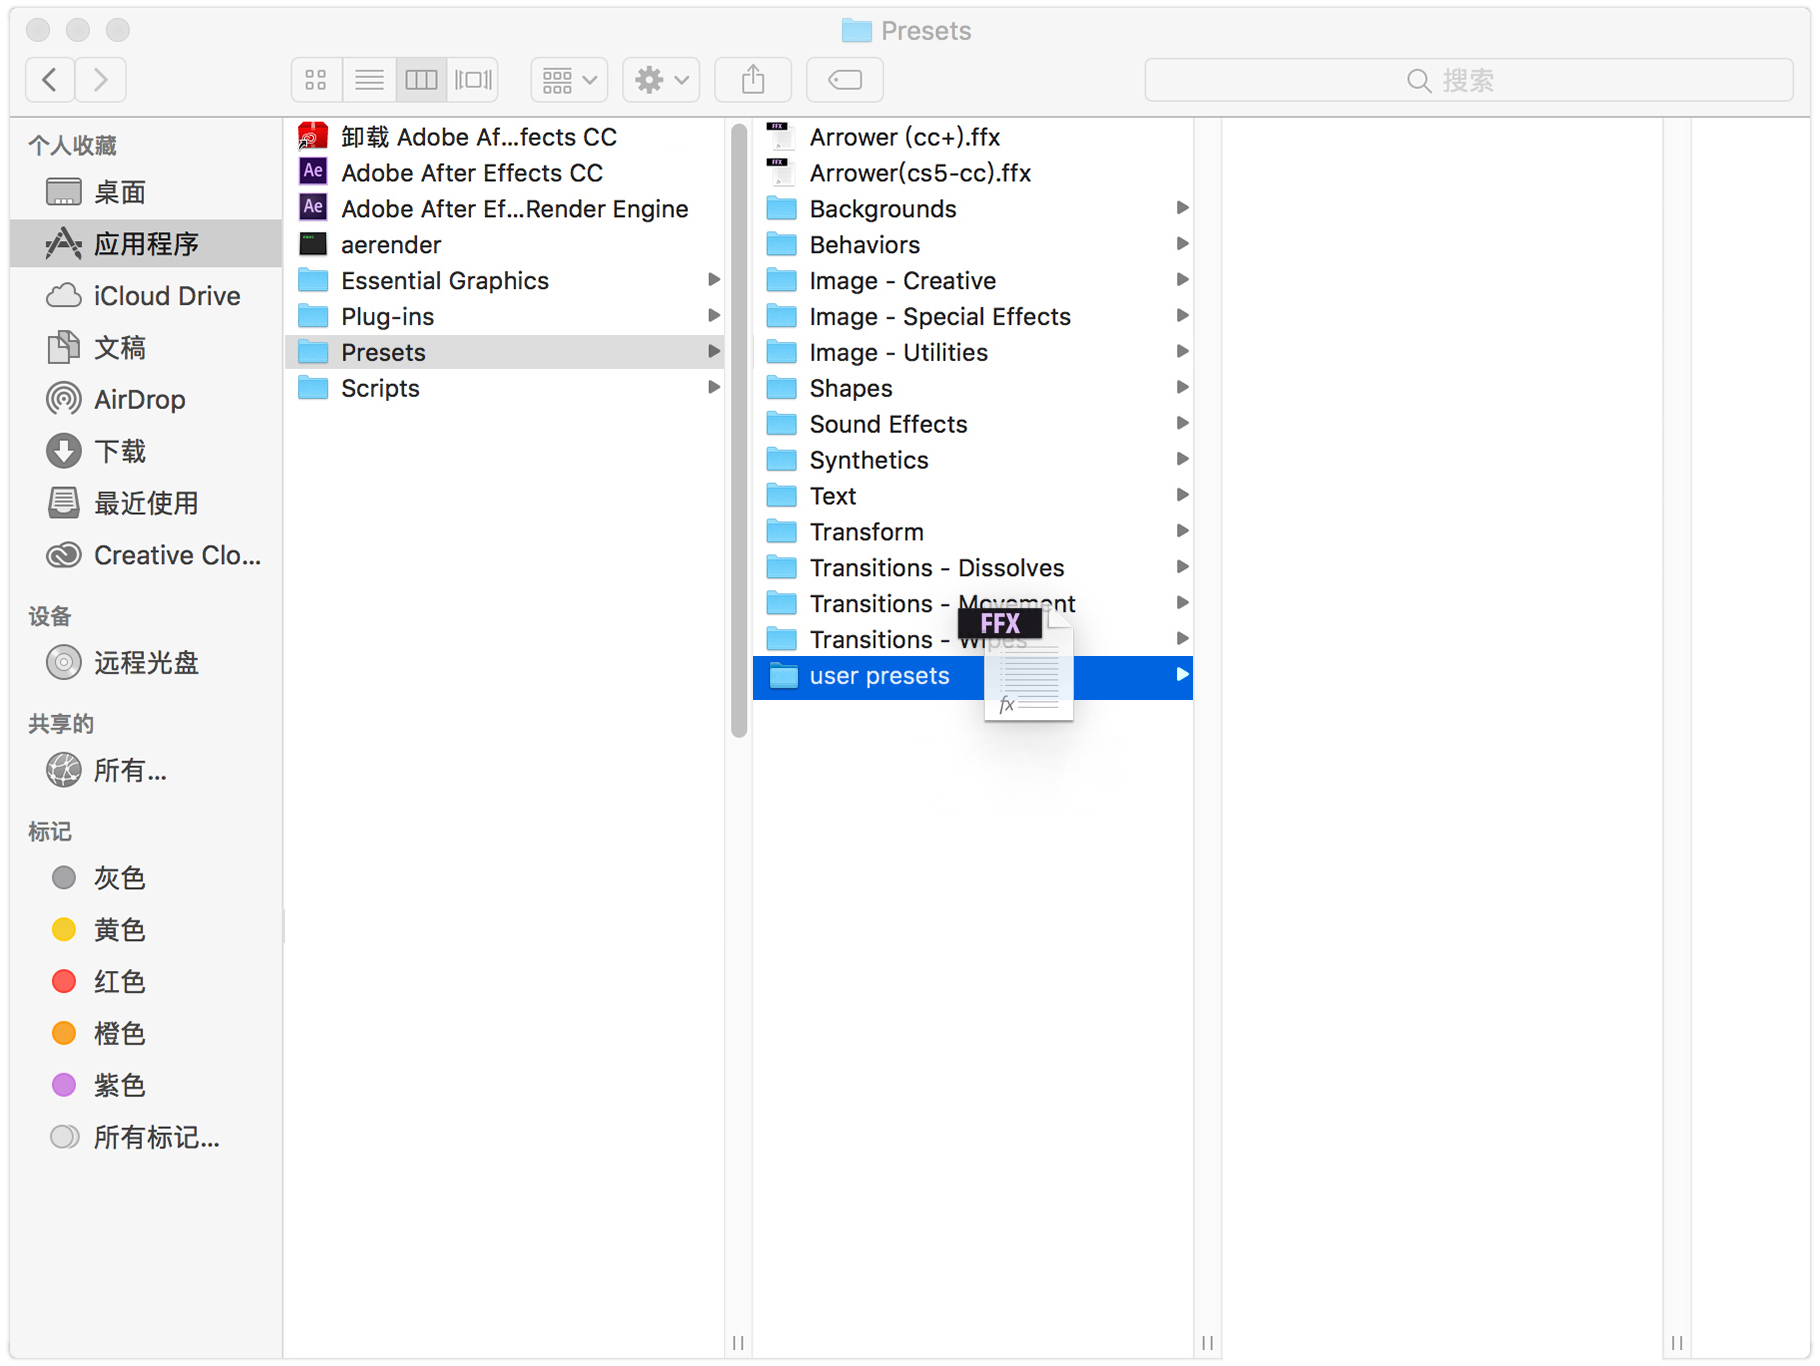 Presets
搜索
个人收藏
桌面
应用程序
iCloud Drive
文稿
AirDrop
下载
最近使用
Creative Clo...
设备
远程光盘
共享的
所有...
标记
灰色
黄色
红色
橙色
紫色
所有标记...
卸载 Adobe Af...fects CC
Ae
Adobe After Effects CC
Ae
Adobe After Ef...Render Engine
aerender
Essential Graphics
Plug-ins
Presets
Scripts
FFX
Arrower (cc+).ffx
FFX
Arrower(cs5-cc).ffx
Backgrounds
Behaviors
Image - Creative
Image - Special Effects
Image - Utilities
Shapes
Sound Effects
Synthetics
Text
Transform
Transitions - Dissolves
Transitions - Movement
Transitions - Wipes
user presets
FFX
fx